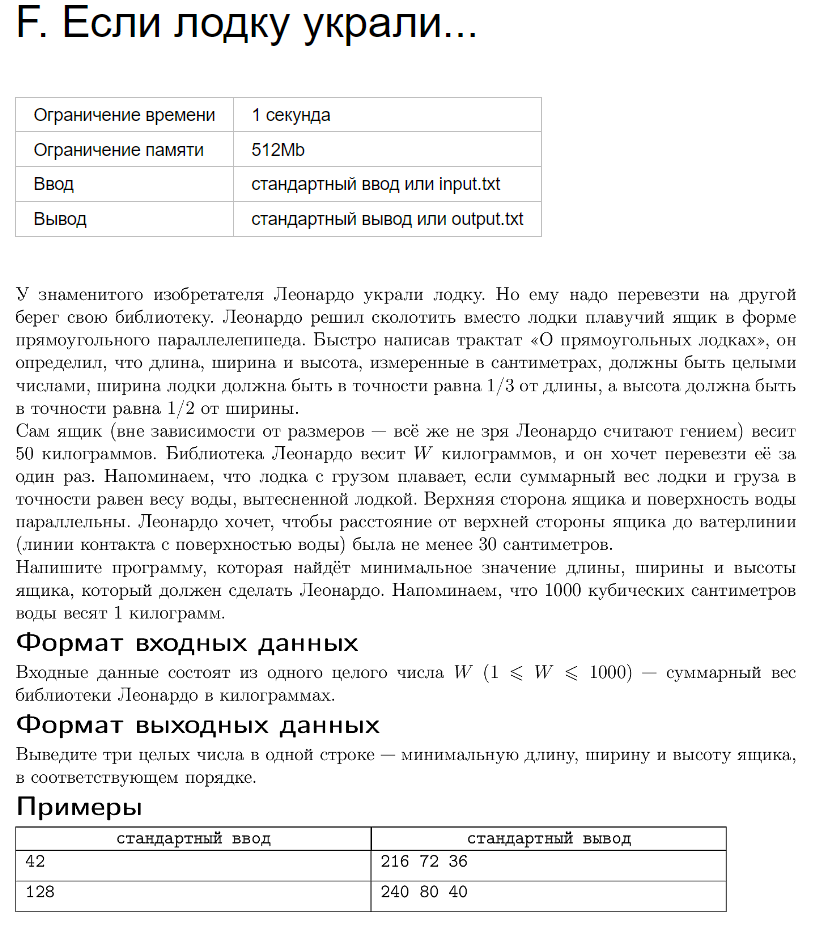 F. Если лодку украли...
Ограничение времени 1 секунда
Ограничение памяти 512Mb
Ввод стандартный ввод или input.txt
Вывод стандартный вывод или output.txt
У знаменитого изобретателя Леонардо украли лодку. Но ему надо перевезти на другой
берег свою библиотеку. Леонардо решил сколотить вместо лодки плавучий ящик в форме
прямоугольного параллелепипеда. Быстро написав трактат «О прямоугольных лодках», он
определил, что длина, ширина и высота, измеренные в сантиметрах, должны быть целыми
числами, ширина лодки должна быть в точности равна 1/3 от длины, а высота должна быть
в точности равна 1/2 от ширины.
Сам ящик (вне зависимости от размеров — всё же не зря Леонардо считают гением) весит
50 килограммов. Библиотека Леонардо весит W килограммов, и он хочет перевезти её за
один раз. Напоминаем, что лодка с грузом плавает, если суммарный вес лодки и груза в
точности равен весу воды, вытесненной лодкой. Верхняя сторона ящика и поверхность воды
параллельны. Леонардо хочет, чтобы расстояние от верхней стороны ящика до ватерлинии
(линии контакта с поверхностью воды) была не менее 30 сантиметров.
Напишите программу, которая найдёт минимальное значение длины, ширины и высоты
ящика, который должен сделать Леонардо. Напоминаем, что 1000 кубических сантиметров
воды весят 1 килограмм.
Формат входных данных
Входные данные состоят из одного целого числа W (1 ⩽ W ⩽ 1000) — суммарный вес
библиотеки Леонардо в килограммах.
Формат выходных данных
Выведите три целых числа в одной строке — минимальную длину, ширину и высоту ящика,
в соответствующем порядке.
Примеры
стандартный ввод стандартный вывод
42 216 72 36
128 240 80 40